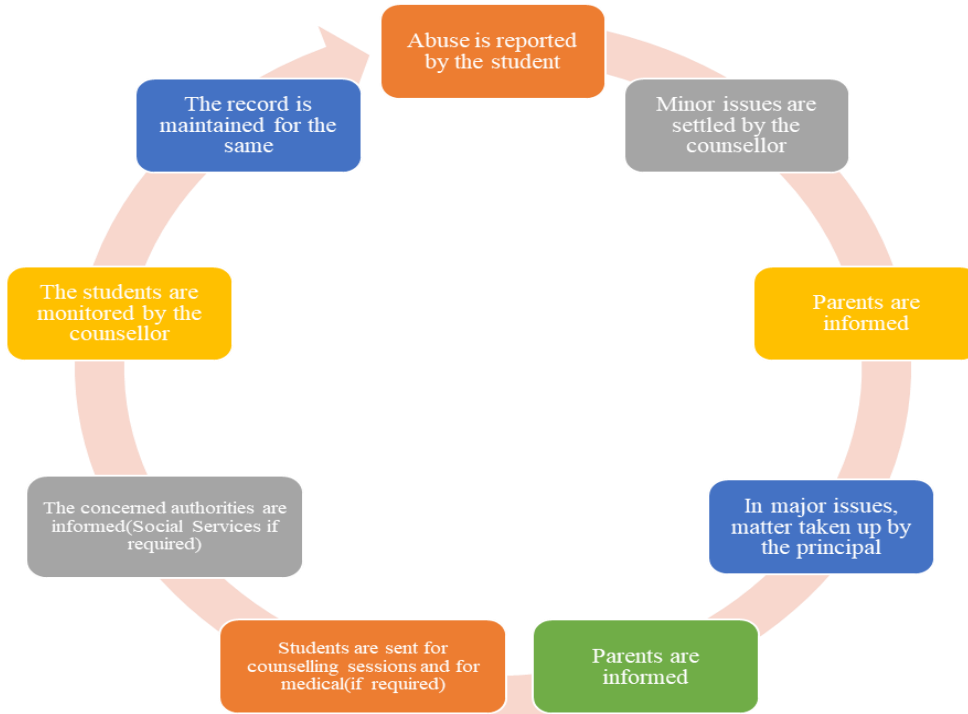 Abuse is reported
by the student
Minor issues are
settled by the
counsellor
Parents are
informed
In major issues,
matter taken up by
the principal
Parents are
informed
Students are sent for
counselling sessions and for
medical(if required)
The concerned authorities are
informed(Social Services if
required)
The students are
monitored by the
counsellor
The record is
maintained for the
same